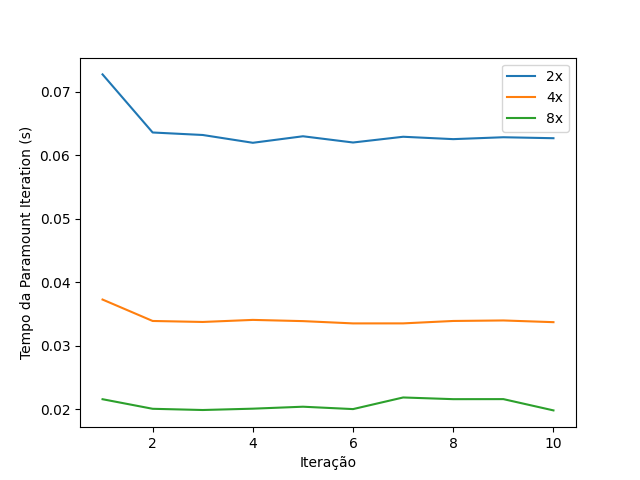 2x
4x
8x
0.07
0.06
0.05
0.04
0.03
0.02
Tempo da Paramount Iteration (s)
2 4 6 8 10
Iteração